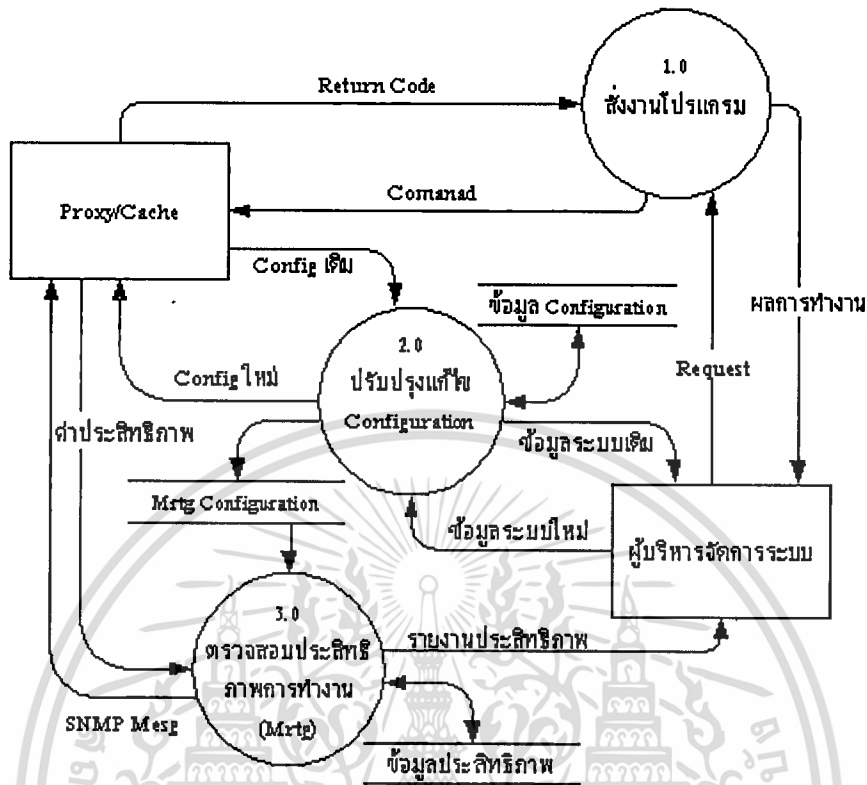 1.0
สั่งงานโปรแกรม
Return Code
Proxy/Cache
Comanad
Config เดิม
ข้อมูล Configuration
ผลการทำงาน
2.0
ปรับปรุงแก้ไข
Configuration
Config ใหม่
Request
ค่าประสิทธิภาพ
ข้อมูลระบบเดิม
Mrtg Configuration
ข้อมูลระบบใหม่
ผู้บริหารจัดการระบบ
3.0
ตรวจสอบประสิทธิ
ภาพการทำงาน
(Mrtg)
รายงานประสิทธิภาพ
SNMP Mesg
ข้อมูลประสิทธิภาพ